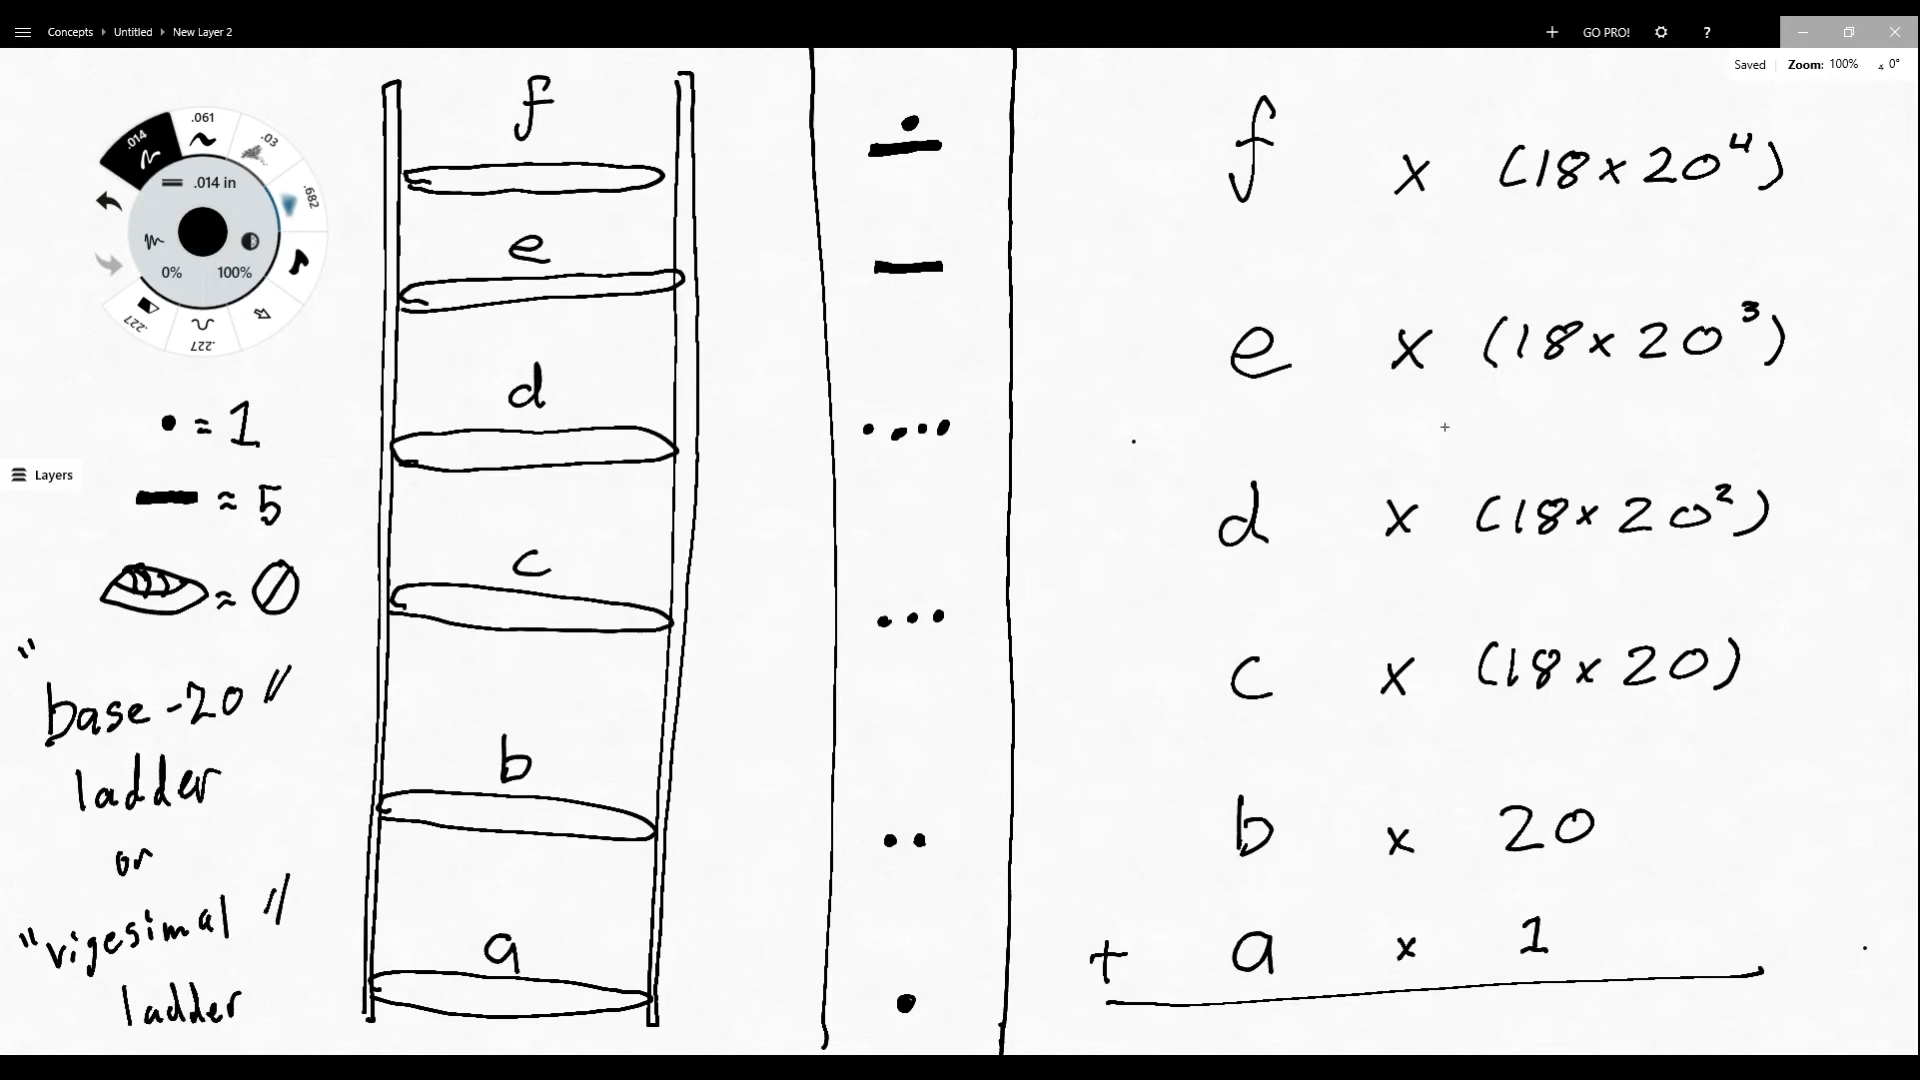 Concepts › Untitled › New Layer 2
GO PRO!
?
Saved
Zoom: 100%
0°
.014
.061
.03
.682
.227
.227
.014 in
0%
100%
Layers
• = 1
≈ 5
≈ 0
"base-20"
ladder
or
"vigesimal"
ladder
f
e
d
c
b
a
f x (18 x 20⁴)
e x (18 x 20³)
d x (18 x 20²)
c x (18 x 20)
b x 20
+ a x 1